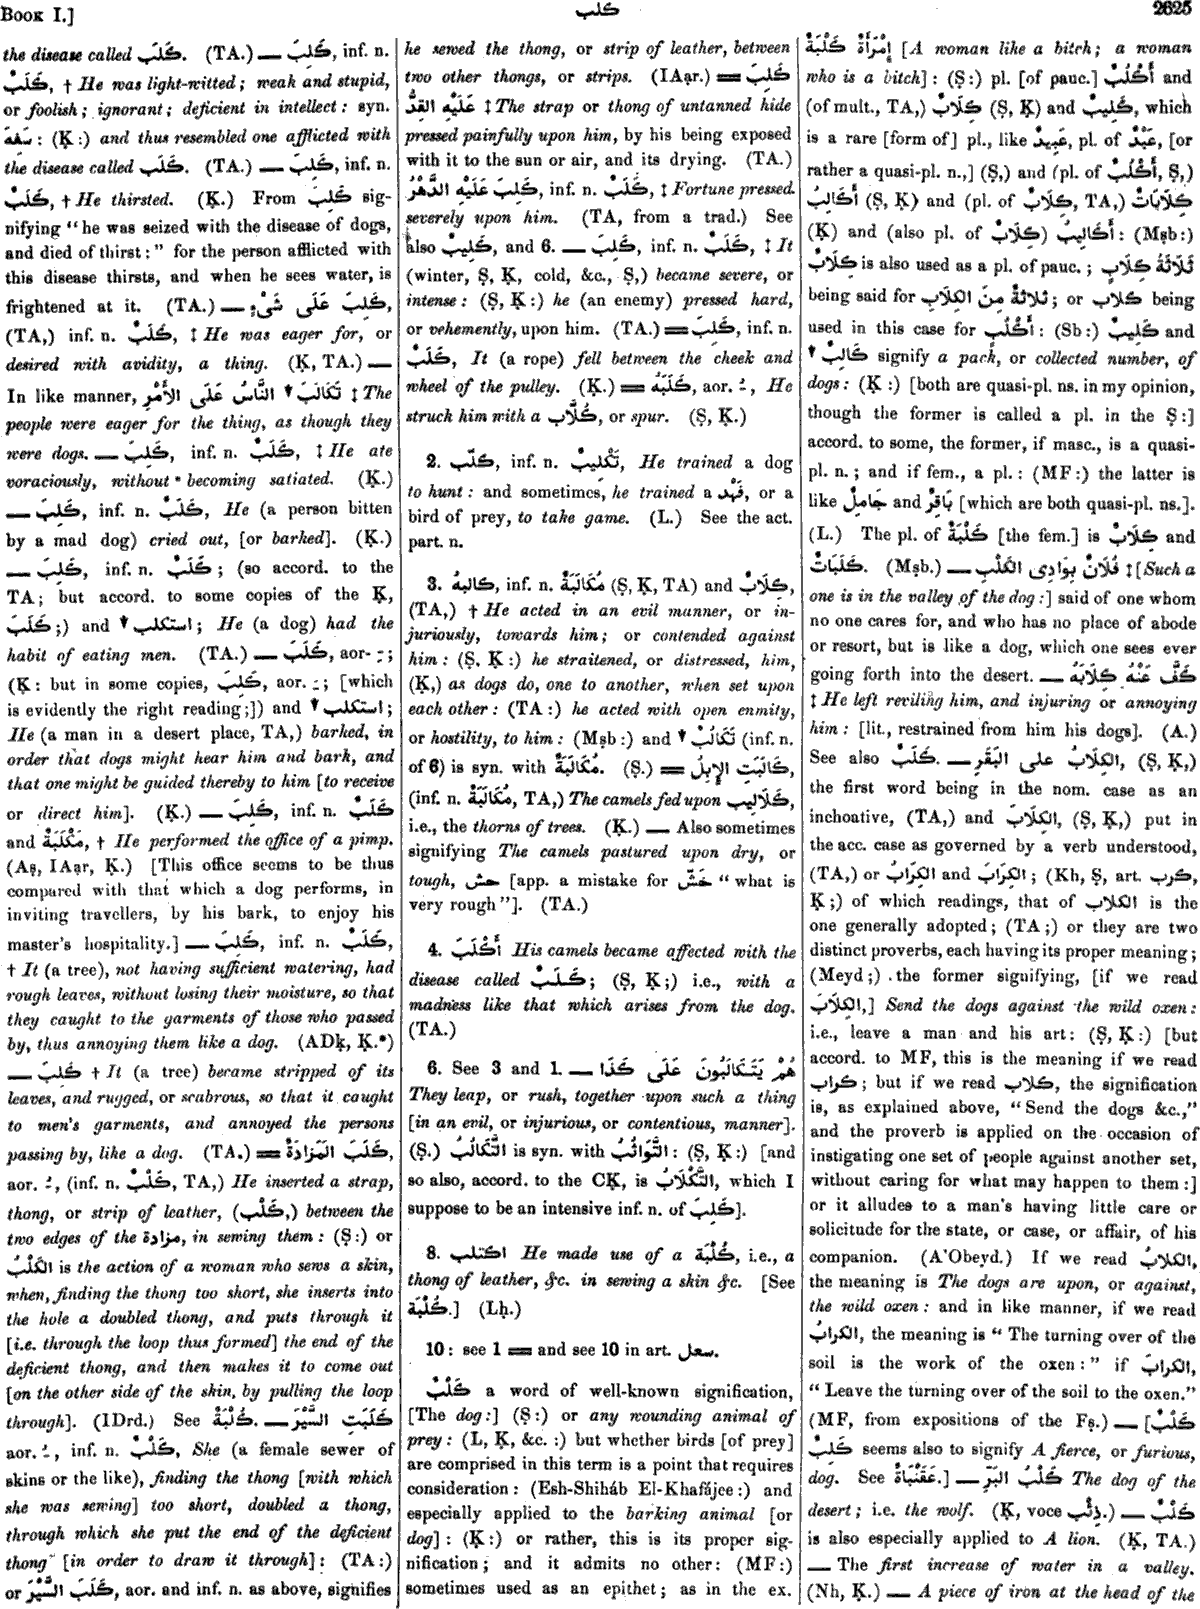 Book I.]
كلب
2625
the disease called كَلَب. (TA.) — كَلِبَ, inf. n.
كَلَبٌ, † He was light-witted; weak and stupid,
or foolish; ignorant; deficient in intellect: syn.
سَفِهَ: (Ḳ:) and thus resembled one afflicted with
the disease called كَلَب. (TA.) — كَلِبَ, inf. n.
كَلَبٌ, † He thirsted. (Ḳ.) From كَلِبَ sig-
nifying “he was seized with the disease of dogs,
and died of thirst:” for the person afflicted with
this disease thirsts, and when he sees water, is
frightened at it. (TA.) — كَلِبَ عَلَى شَىْءٍ,
(TA,) inf. n. كَلَبٌ, ‡ He was eager for, or
desired with avidity, a thing. (Ḳ, TA.) —
In like manner, تَكَالَبَ ▾ النَّاسُ عَلَى الأَمْرِ ‡ The
people were eager for the thing, as though they
were dogs. — كَلِبَ, inf. n. كَلَبٌ, ‡ He ate
voraciously, without becoming satiated. (Ḳ.)
— كَلِبَ, inf. n. كَلَبٌ, He (a person bitten
by a mad dog) cried out, [or barked]. (Ḳ.)
— كَلِبَ, inf. n. كَلَبٌ; (so accord. to the
TA; but accord. to some copies of the Ḳ,
كَلَبَ;) and ▾ استكلب; He (a dog) had the
habit of eating men. (TA.) — كَلَبَ, aor. ـِ;
(Ḳ: but in some copies, كَلِبَ, aor. ـَ; [which
is evidently the right reading;]) and ▾ استكلب;
He (a man in a desert place, TA,) barked, in
order that dogs might hear him and bark, and
that one might be guided thereby to him [to receive
or direct him]. (Ḳ.) — كَلِبَ, inf. n. كَلَبٌ
and مَكْلَبَةٌ, † He performed the office of a pimp.
(Aṣ, IAạr, Ḳ.) [This office seems to be thus
compared with that which a dog performs, in
inviting travellers, by his bark, to enjoy his
master's hospitality.] — كَلِبَ, inf. n. كَلَبٌ,
† It (a tree), not having sufficient watering, had
rough leaves, without losing their moisture, so that
they caught to the garments of those who passed
by, thus annoying them like a dog. (ADḳ, Ḳ.*)
— كَلِبَ † It (a tree) became stripped of its
leaves, and rugged, or scabrous, so that it caught
to men's garments, and annoyed the persons
passing by, like a dog. (TA.) = كَلَبَ المَزَادَةَ,
aor. ـُ, (inf. n. كَلْبٌ, TA,) He inserted a strap,
thong, or strip of leather, (كَلْب,) between the
two edges of the مزادة, in sewing them: (Ṣ:) or
الكَلْبُ is the action of a woman who sews a skin,
when, finding the thong too short, she inserts into
the hole a doubled thong, and puts through it
[i.e. through the loop thus formed] the end of the
deficient thong, and then makes it to come out
[on the other side of the skin, by pulling the loop
through]. (IDrd.) See كُلْبَةٌ. — كَلَبَتِ السَّيْرَ
aor. ـُ, inf. n. كَلْبٌ, She (a female sewer of
skins or the like), finding the thong [with which
she was sewing] too short, doubled a thong,
through which she put the end of the deficient
thong [in order to draw it through]: (TA:)
or كَلَبَ السَّيْرَ, aor. and inf. n. as above, signifies
he sewed the thong, or strip of leather, between
two other thongs, or strips. (IAạr.) = كَلِبَ
عَلَيْهِ القِدُّ ‡ The strap or thong of untanned hide
pressed painfully upon him, by his being exposed
with it to the sun or air, and its drying. (TA.)
كَلِبَ عَلَيْهِ الدَّهْرُ, inf. n. كَلَبٌ, ‡ Fortune pressed
severely upon him. (TA, from a trad.) See
also كَلِيبٌ, and 6. — كَلِبَ, inf. n. كَلَبٌ, ‡ It
(winter, Ṣ, Ḳ, cold, &c., Ṣ,) became severe, or
intense: (Ṣ, Ḳ:) he (an enemy) pressed hard,
or vehemently, upon him. (TA.) = كَلِبَ, inf. n.
كَلَبٌ, It (a rope) fell between the cheek and
wheel of the pulley. (Ḳ.) = كَلَبَهُ, aor. ـُ, He
struck him with a كُلَّاب, or spur. (Ṣ, Ḳ.)
2. كلّب, inf. n. تَكْلِيبٌ, He trained a dog
to hunt: and sometimes, he trained a فَهْد, or a
bird of prey, to take game. (L.) See the act.
part. n.
3. كالبهُ, inf. n. مُكَالَبَةٌ (Ṣ, Ḳ, TA) and كِلَابٌ,
(TA,) † He acted in an evil manner, or in-
juriously, towards him; or contended against
him: (Ṣ, Ḳ:) he straitened, or distressed, him,
(Ḳ,) as dogs do, one to another, when set upon
each other: (TA:) he acted with open enmity,
or hostility, to him: (Mṣb:) and ▾ تَكَالُبٌ (inf. n.
of 6) is syn. with مُكَالَبَةٌ. (Ṣ.) = كَالَبَتِ الإِبِلُ,
(inf. n. مُكَالَبَةٌ, TA,) The camels fed upon كَلَالِيب,
i.e., the thorns of trees. (Ḳ.) — Also sometimes
signifying The camels pastured upon dry, or
tough, حش [app. a mistake for خَشّ “what is
very rough”]. (TA.)
4. أَكْلَبَ His camels became affected with the
disease called كَلَبٌ; (Ṣ, Ḳ;) i.e., with a
madness like that which arises from the dog.
(TA.)
6. See 3 and 1. — هُمْ يَتَكَالَبُونَ عَلَى كَذَا
They leap, or rush, together upon such a thing
[in an evil, or injurious, or contentious, manner].
(Ṣ.) التَّكَالُبُ is syn. with التَّوَاثُبُ: (Ṣ, Ḳ:) [and
so also, accord. to the CḲ, is التَّكْلَابُ, which I
suppose to be an intensive inf. n. of كَلِبَ].
8. اكتلب He made use of a كُلْبَة, i.e., a
thong of leather, &c. in sewing a skin &c. [See
كُلْبَة.] (Lḥ.)
10: see 1 = and see 10 in art. سعل.
كَلْبٌ a word of well-known signification,
[The dog:] (Ṣ:) or any wounding animal of
prey: (L, Ḳ, &c. :) but whether birds [of prey]
are comprised in this term is a point that requires
consideration: (Esh-Shiháb El-Khafájee:) and
especially applied to the barking animal [or
dog]: (Ḳ:) or rather, this is its proper sig-
nification; and it admits no other: (MF:)
sometimes used as an epithet; as in the ex.
إِمْرَأَةٌ كَلْبَةٌ [A woman like a bitch; a woman
who is a bitch]: (Ṣ:) pl. [of pauc.] أَكْلُبٌ and
(of mult., TA,) كِلَابٌ (Ṣ, Ḳ) and كَلِيبٌ, which
is a rare [form of] pl., like عَبِيدٌ, pl. of عَبْدٌ, [or
rather a quasi-pl. n.,] (Ṣ,) and (pl. of أَكْلُبٌ, Ṣ,)
أَكَالِبُ (Ṣ, Ḳ) and (pl. of كِلَابٌ, TA,) كِلَابَاتٌ
(Ḳ) and (also pl. of كِلَابٌ) أَكَالِيبُ: (Mṣb:)
كِلَابٌ is also used as a pl. of pauc.; ثَلَاثَةُ كِلَابٍ
being said for ثلاثةٌ مِنَ الكِلَابِ; or كلاب being
used in this case for أَكْلُبٍ: (Sb:) كَلِيبٌ and
▾ كَالِبٌ signify a pack, or collected number, of
dogs: (Ḳ:) [both are quasi-pl. ns. in my opinion,
though the former is called a pl. in the Ṣ:]
accord. to some, the former, if masc., is a quasi-
pl. n.; and if fem., a pl.: (MF:) the latter is
like جَامِلٌ and بَاقِرٌ [which are both quasi-pl. ns.].
(L.) The pl. of كَلْبَةٌ [the fem.] is كِلَابٌ and
كَلَبَاتٌ. (Mṣb.) — فُلَانٌ بِوَادِى الكَلْبِ ‡ [Such a
one is in the valley of the dog:] said of one whom
no one cares for, and who has no place of abode
or resort, but is like a dog, which one sees ever
going forth into the desert. — كَفَّ عَنْهُ كِلَابَهُ
‡ He left reviling him, and injuring or annoying
him: [lit., restrained from him his dogs]. (A.)
See also كَلَبٌ. — الكِلَابُ على البَقَرِ, (Ṣ, Ḳ,)
the first word being in the nom. case as an
inchoative, (TA,) and الكِلَابَ, (Ṣ, Ḳ,) put in
the acc. case as governed by a verb understood,
(TA,) or الكِرَابُ and الكِرَابَ; (Kh, Ṣ, art. كرب,
Ḳ;) of which readings, that of الكلاب is the
one generally adopted; (TA;) or they are two
distinct proverbs, each having its proper meaning;
(Meyd;) the former signifying, [if we read
الكِلَابَ,] Send the dogs against the wild oxen:
i.e., leave a man and his art: (Ṣ, Ḳ:) [but
accord. to MF, this is the meaning if we read
كراب; but if we read كلاب, the signification
is, as explained above, “Send the dogs &c.,”
and the proverb is applied on the occasion of
instigating one set of people against another set,
without caring for what may happen to them:]
or it alludes to a man's having little care or
solicitude for the state, or case, or affair, of his
companion. (A'Obeyd.) If we read الكلابُ,
the meaning is The dogs are upon, or against,
the wild oxen: and in like manner, if we read
الكرابُ, the meaning is “The turning over of the
soil is the work of the oxen:” if الكرابَ,
“Leave the turning over of the soil to the oxen.”
(MF, from expositions of the Fṣ.) — [كَلْبٌ
كَلِبٌ seems also to signify A fierce, or furious,
dog. See عَقَنْبَاةٌ.] — كَلْبُ البَرِّ The dog of the
desert; i.e. the wolf. (Ḳ, voce ذِئْبٌ.) — كَلْبٌ
is also especially applied to A lion. (Ḳ, TA.)
— The first increase of water in a valley.
(Nh, Ḳ.) — A piece of iron at the head of the